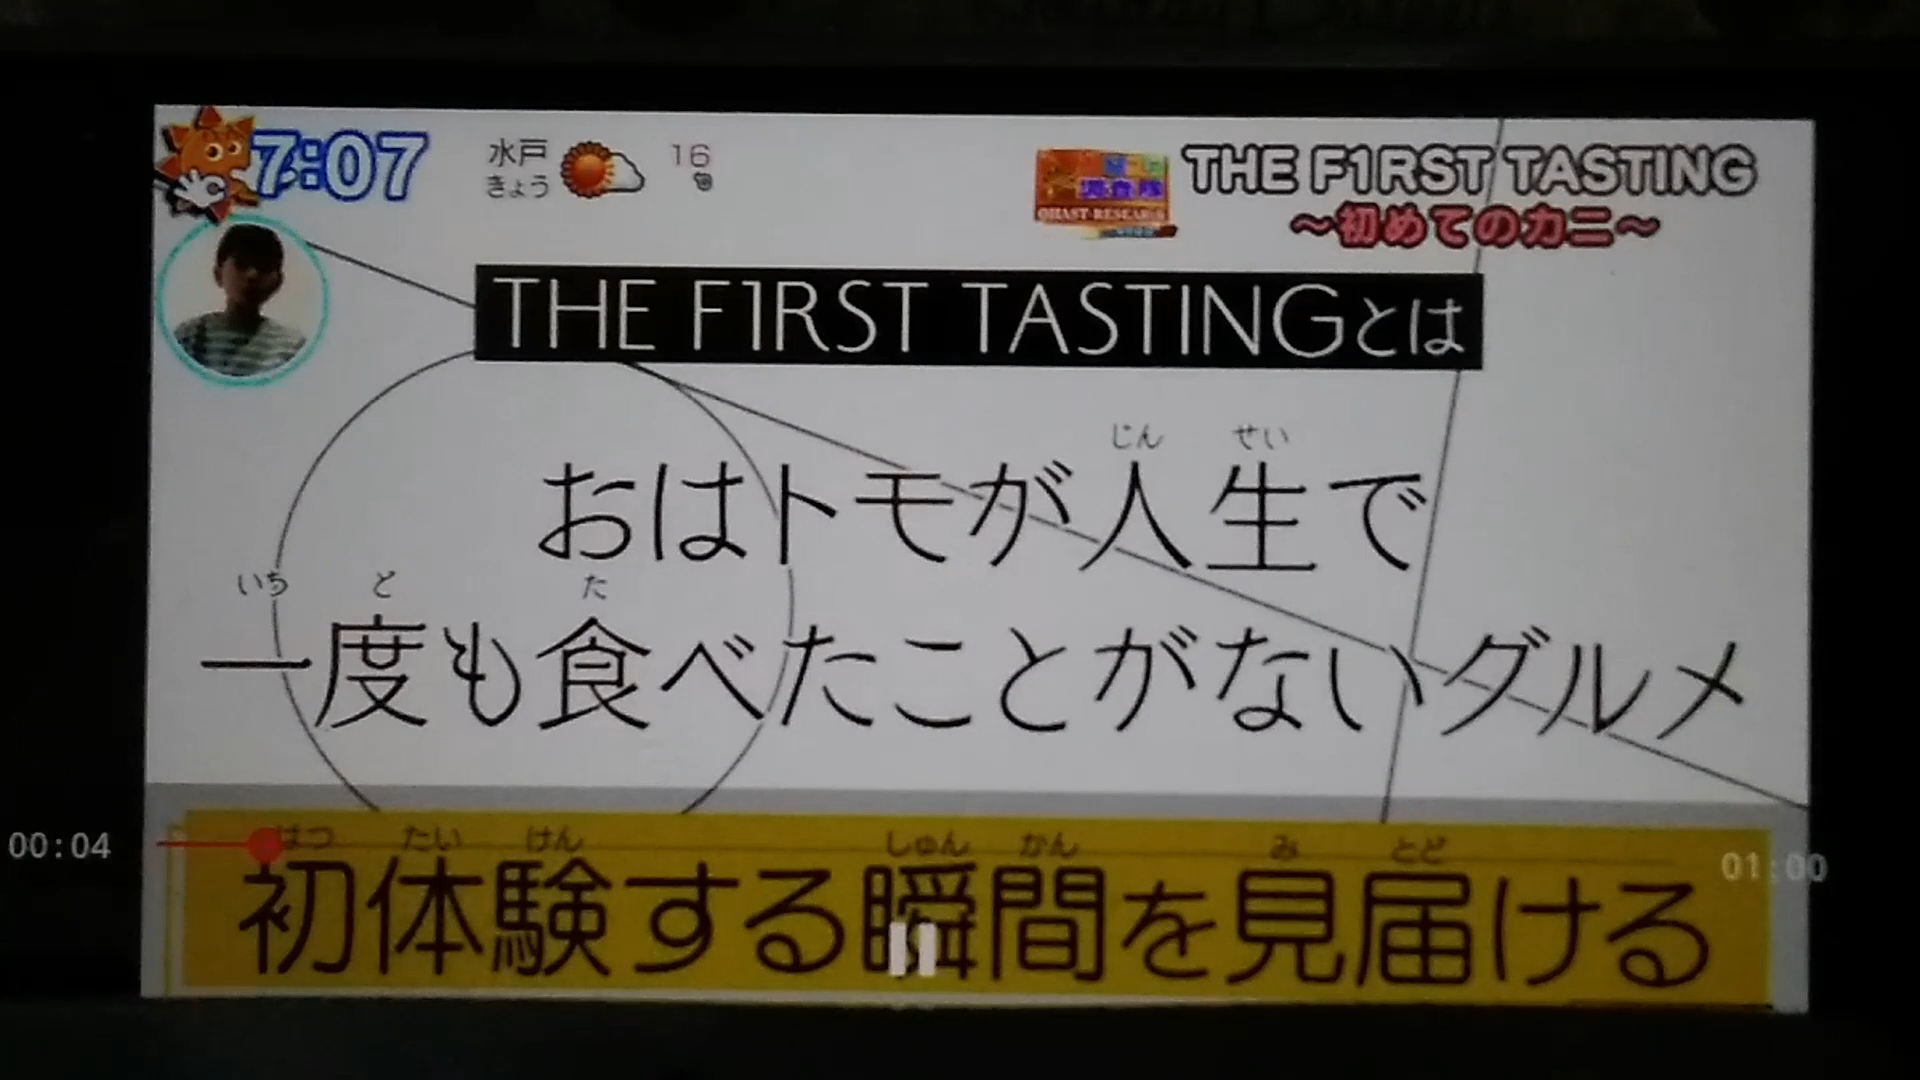 7:07
水戸
きょう
16
THE F1RST TASTING
～初めてのカニ～
OHAST RESEARCH
THE F1RST TASTINGとは
じん せい
おはトモが人生で
いち ど た
一度も食べたことがないグルメ
はつ たい けん しゅん かん み とど
初体験する瞬間を見届ける
00:04
01:00